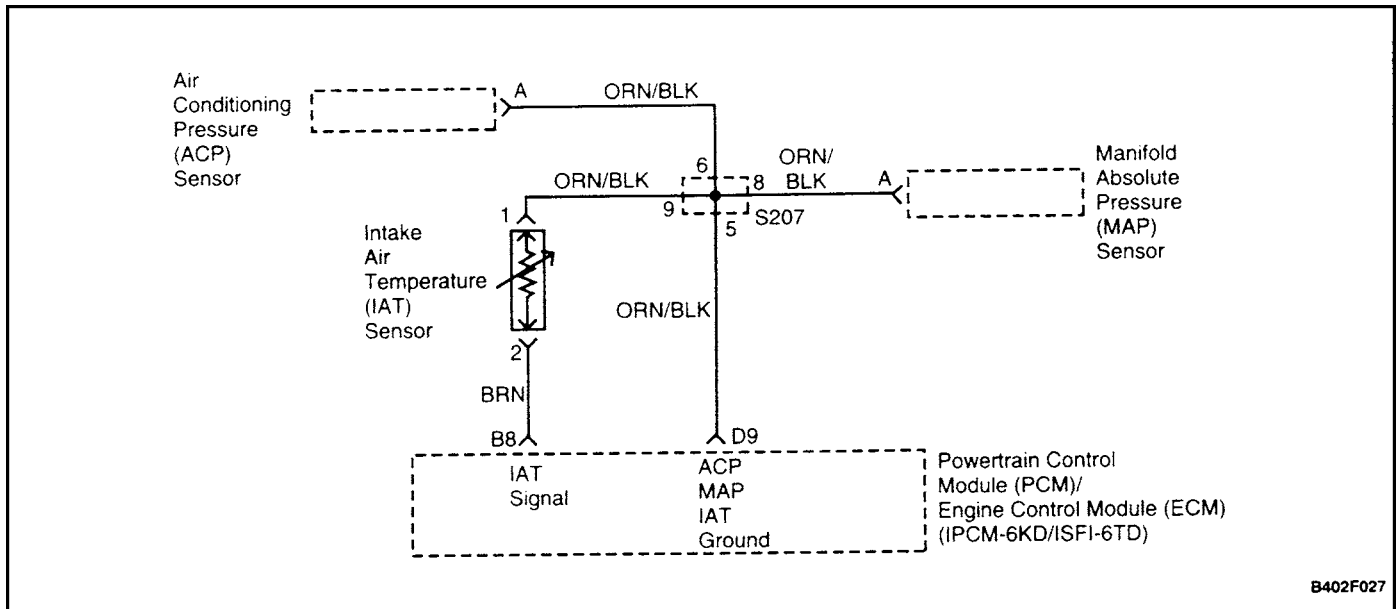 Air
Conditioning
Pressure
(ACP)
Sensor
A
ORN/BLK
6
ORN/
BLK
8
A
Manifold
Absolute
Pressure
(MAP)
Sensor
ORN/BLK
9
S207
5
1
Intake
Air
Temperature
(IAT)
Sensor
ORN/BLK
2
BRN
B8
D9
IAT
Signal
ACP
MAP
IAT
Ground
Powertrain Control
Module (PCM)/
Engine Control Module (ECM)
(IPCM-6KD/ISFI-6TD)
B402F027